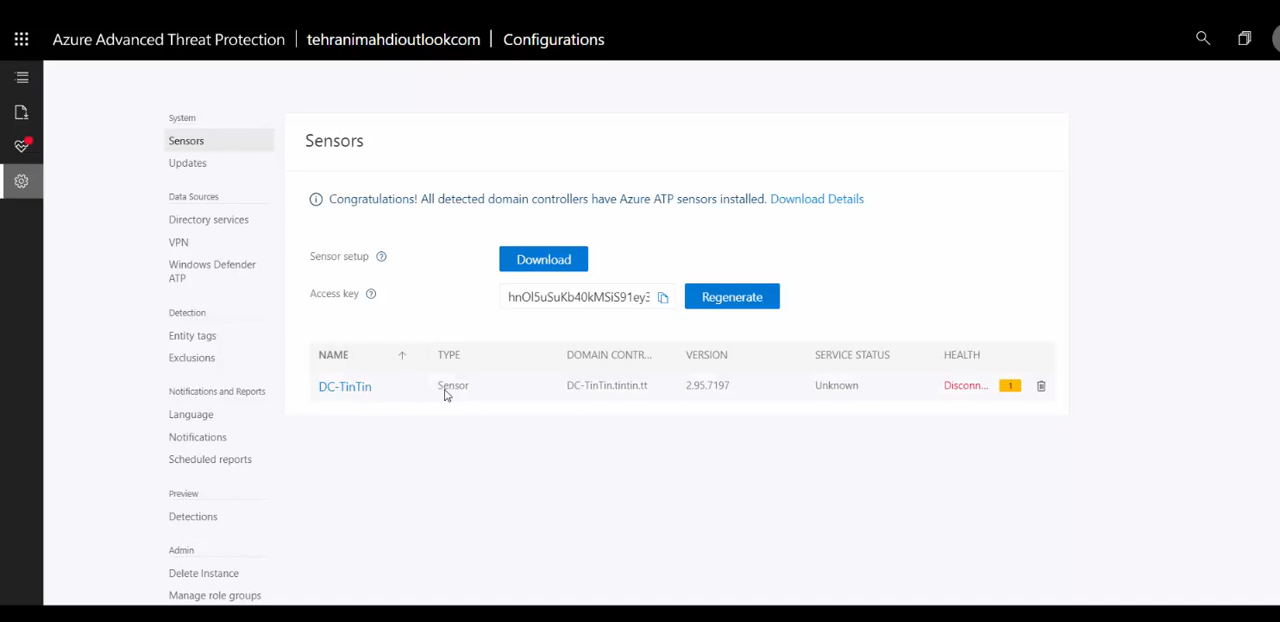 Azure Advanced Threat Protection | tehranimahdioutlookcom | Configurations
System
Sensors
Updates
Data Sources
Directory services
VPN
Windows Defender
ATP
Detection
Entity tags
Exclusions
Notifications and Reports
Language
Notifications
Scheduled reports
Preview
Detections
Admin
Delete Instance
Manage role groups
Sensors
Congratulations! All detected domain controllers have Azure ATP sensors installed. Download Details
Sensor setup
Download
Access key
Regenerate
NAME TYPE DOMAIN CONTR... VERSION SERVICE STATUS HEALTH
DC-TinTin Sensor DC-TinTin.tintin.tt 2.95.7197 Unknown Disconn... 1